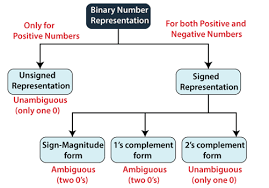 Binary Number
Representation
Only for
Positive Numbers
For both Positive and
Negative Numbers
Unsigned
Representation
Unambiguous
(only one 0)
Signed
Representation
Sign-Magnitude
form
Ambiguous
(two 0's)
1's complement
form
Ambiguous
(two 0's)
2's complement
form
Unambiguous
(only one 0)